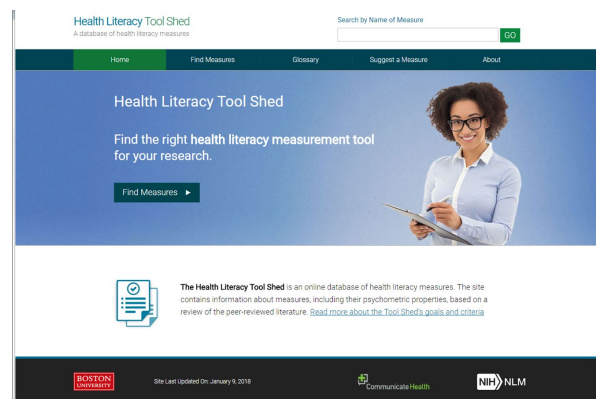 Health Literacy Tool Shed
A database of health literacy measures
Search by Name of Measure
GO
Home
Find Measures
Glossary
Suggest a Measure
About
Health Literacy Tool Shed
Find the right health literacy measurement tool
for your research.
Find Measures
The Health Literacy Tool Shed is an online database of health literacy measures. The site
contains information about measures, including their psychometric properties, based on a
review of the peer-reviewed literature. Read more about the Tool Shed's goals and criteria
BOSTON
UNIVERSITY
Site Last Updated On: January 9, 2018
CommunicateHealth
NIH NLM